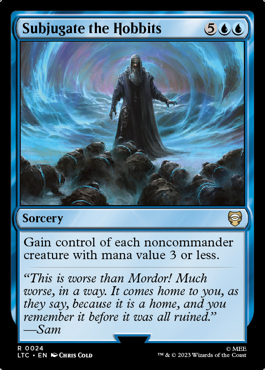 Subjugate the Hobbits 5
Sorcery
Gain control of each noncommander
creature with mana value 3 or less.
“This is worse than Mordor! Much
worse, in a way. It comes home to you, as
they say, because it is a home, and you
remember it before it was all ruined.”
—Sam
R 0024 © MEE
LTC • EN Chris Cold ™ & © 2023 Wizards of the Coast